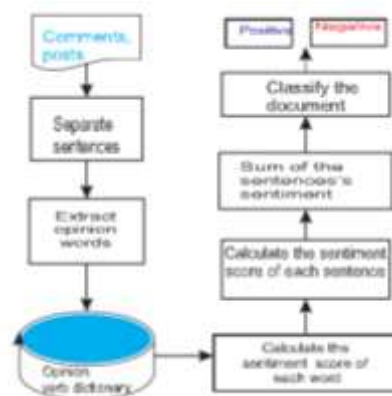 Comments,
posts
Separate
sentences
Extract
opinion
words
Opinion
verb dictionary
Calculate the
sentiment score of
each word
Calculate the sentiment
score of each sentence
Sum of the
sentences's
sentiment
Classify the
document
Positive
Negative